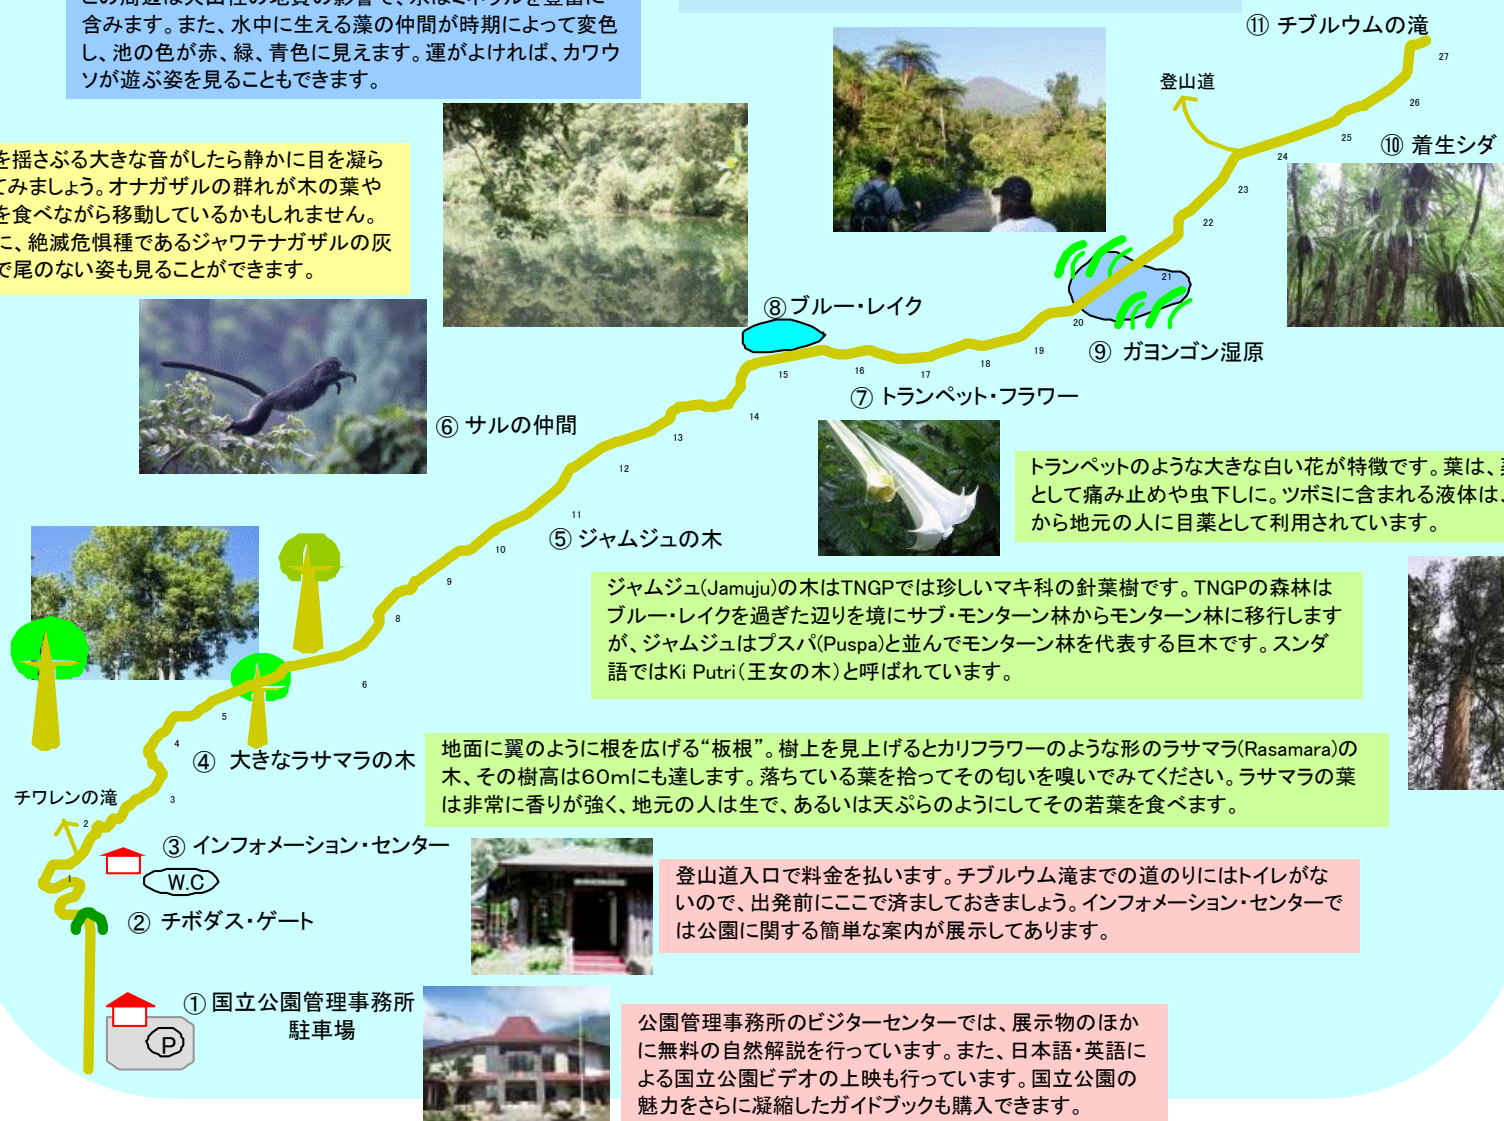 含みます。また、水中に生える藻の仲間が時期によって変色
し、池の色が赤、緑、青色に見えます。運がよければ、カワウ
ソが遊ぶ姿を見ることもできます。
⑪ チブルウムの滝
登山道
27
26
25
24
23
22
21
20
19
18
17
16
15
14
13
12
11
10
9
8
6
5
4
3
2
1
⑩ 着生シダ
を揺さぶる大きな音がしたら静かに目を凝ら
てみましょう。オナガザルの群れが木の葉や
を食べながら移動しているかもしれません。
に、絶滅危惧種であるジャワテナガザルの灰
で尾のない姿も見ることができます。
⑧ブルー・レイク
⑨ ガヨンゴン湿原
⑦トランペット・フラワー
⑥サルの仲間
トランペットのような大きな白い花が特徴です。葉は、
として痛み止めや虫下しに。ツボミに含まれる液体は、
から地元の人に目薬として利用されています。
⑤ジャムジュの木
ジャムジュ(Jamuju)の木はTNGPでは珍しいマキ科の針葉樹です。TNGPの森林は
ブルー・レイクを過ぎた辺りを境にサブ・モンターン林からモンターン林に移行します
が、ジャムジュはプスパ(Puspa)と並んでモンターン林を代表する巨木です。スンダ
語ではKi Putri(王女の木)と呼ばれています。
④ 大きなラサマラの木
地面に翼のように根を広げる“板根”。樹上を見上げるとカリフラワーのような形のラサマラ(Rasamara)の
木、その樹高は60mにも達します。落ちている葉を拾ってその匂いを嗅いでみてください。ラサマラの葉
は非常に香りが強く、地元の人は生で、あるいは天ぷらのようにしてその若葉を食べます。
チワレンの滝
③インフォメーション・センター
W.C
登山道入口で料金を払います。チブルウム滝までの道のりにはトイレがな
いので、出発前にここで済ましておきましょう。インフォメーション・センターで
は公園に関する簡単な案内が展示してあります。
② チボダス・ゲート
①国立公園管理事務所
駐車場
P
公園管理事務所のビジターセンターでは、展示物のほか
に無料の自然解説を行っています。また、日本語・英語に
よる国立公園ビデオの上映も行っています。国立公園の
魅力をさらに凝縮したガイドブックも購入できます。